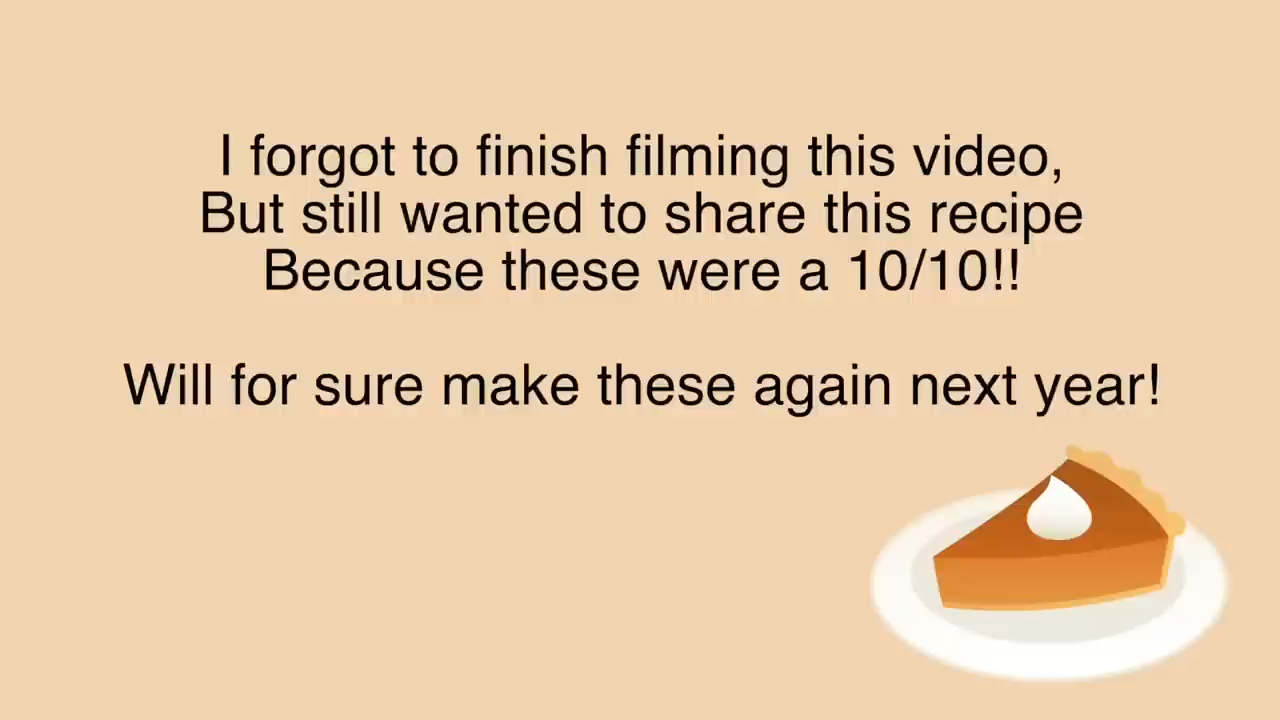 I forgot to finish filming this video,
But still wanted to share this recipe
Because these were a 10/10!!
Will for sure make these again next year!